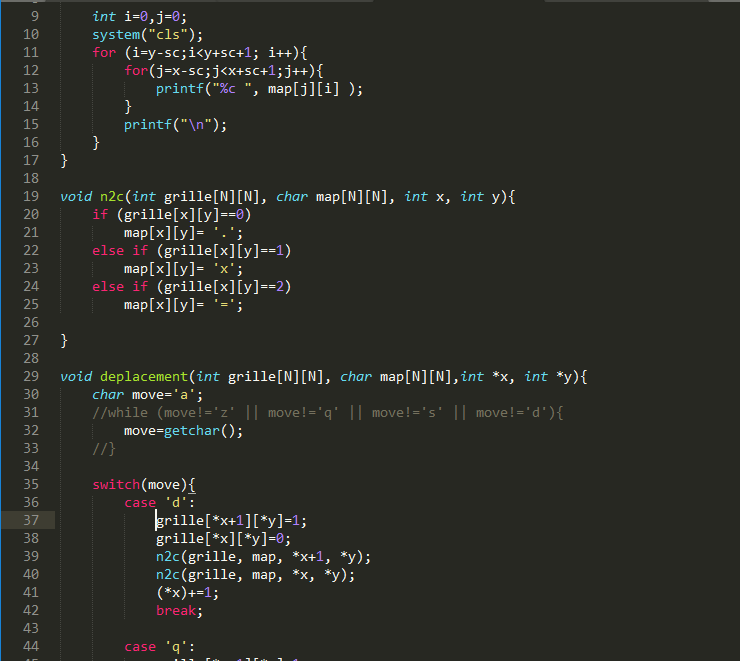 9 int i=0,j=0;
10 system("cls");
11 for (i=y-sc;i<y+sc+1; i++){
12 for(j=x-sc;j<x+sc+1;j++){
13 printf("%c ", map[j][i] );
14 }
15 printf("\n");
16 }
17 }
18
19 void n2c(int grille[N][N], char map[N][N], int x, int y){
20 if (grille[x][y]==0)
21 map[x][y]= '.';
22 else if (grille[x][y]==1)
23 map[x][y]= 'x';
24 else if (grille[x][y]==2)
25 map[x][y]= '=';
26
27 }
28
29 void deplacement(int grille[N][N], char map[N][N],int *x, int *y){
30 char move='a';
31 //while (move!='z' || move!='q' || move!='s' || move!='d'){
32 move=getchar();
33 //}
34
35 switch(move){
36 case 'd':
37 grille[*x+1][*y]=1;
38 grille[*x][*y]=0;
39 n2c(grille, map, *x+1, *y);
40 n2c(grille, map, *x, *y);
41 (*x)+=1;
42 break;
43
44 case 'q':